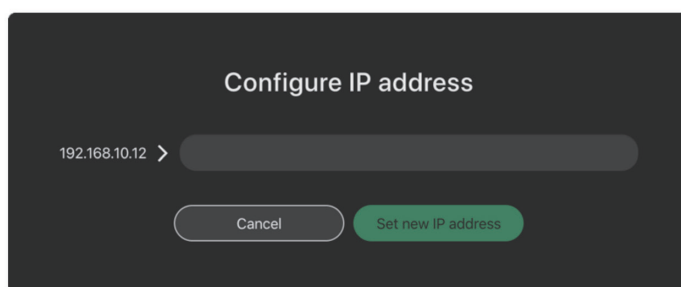 Configure IP address
192.168.10.12
Cancel
Set new IP address